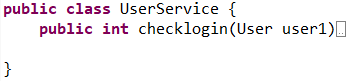 public class UserService {
    public int checklogin(User user1)
}